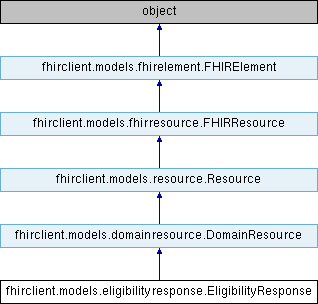 object
fhirclient.models.fhirelement.FHIRElement
fhirclient.models.fhirresource.FHIRResource
fhirclient.models.resource.Resource
fhirclient.models.domainresource.DomainResource
fhirclient.models.eligibilityresponse.EligibilityResponse